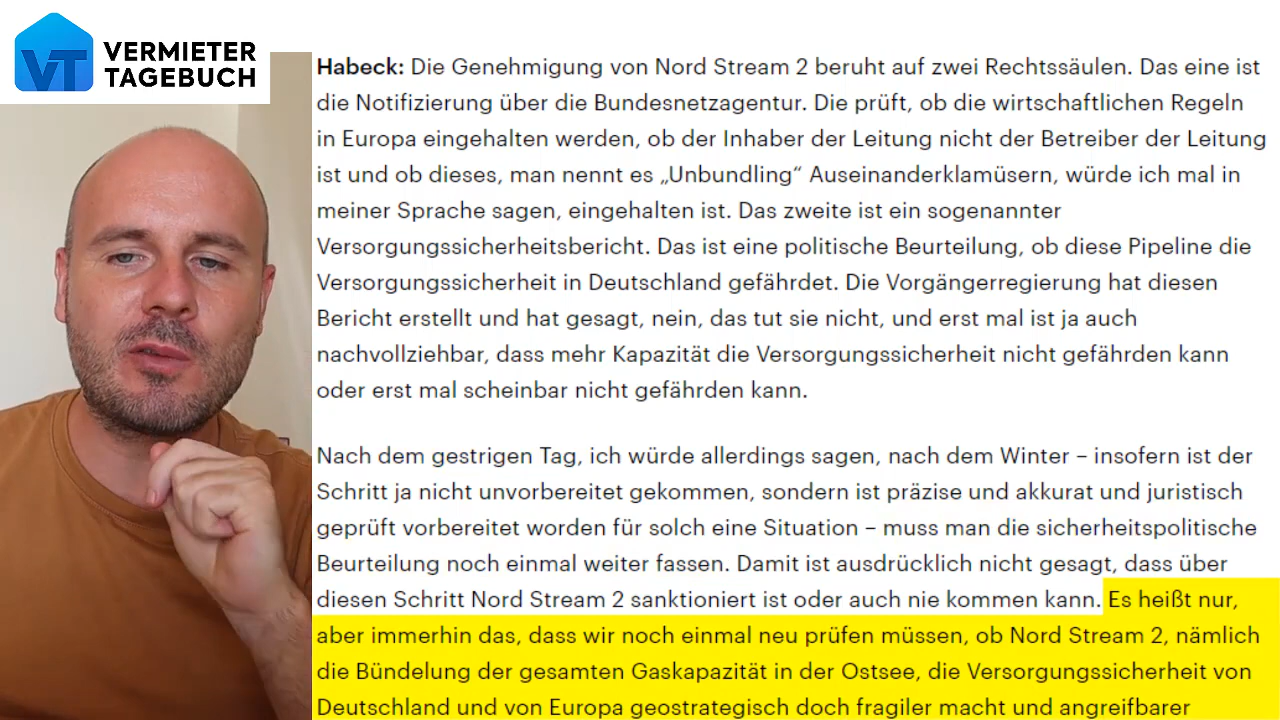 VT
VERMIETER
TAGEBUCH
Habeck: Die Genehmigung von Nord Stream 2 beruht auf zwei Rechtssäulen. Das eine ist
die Notifizierung über die Bundesnetzagentur. Die prüft, ob die wirtschaftlichen Regeln
in Europa eingehalten werden, ob der Inhaber der Leitung nicht der Betreiber der Leitung
ist und ob dieses, man nennt es „Unbundling“ Auseinanderklamüsern, würde ich mal in
meiner Sprache sagen, eingehalten ist. Das zweite ist ein sogenannter
Versorgungssicherheitsbericht. Das ist eine politische Beurteilung, ob diese Pipeline die
Versorgungssicherheit in Deutschland gefährdet. Die Vorgängerregierung hat diesen
Bericht erstellt und hat gesagt, nein, das tut sie nicht, und erst mal ist ja auch
nachvollziehbar, dass mehr Kapazität die Versorgungssicherheit nicht gefährden kann
oder erst mal scheinbar nicht gefährden kann.
Nach dem gestrigen Tag, ich würde allerdings sagen, nach dem Winter – insofern ist der
Schritt ja nicht unvorbereitet gekommen, sondern ist präzise und akkurat und juristisch
geprüft vorbereitet worden für solch eine Situation – muss man die sicherheitspolitische
Beurteilung noch einmal weiter fassen. Damit ist ausdrücklich nicht gesagt, dass über
diesen Schritt Nord Stream 2 sanktioniert ist oder auch nie kommen kann. Es heißt nur,
aber immerhin das, dass wir noch einmal neu prüfen müssen, ob Nord Stream 2, nämlich
die Bündelung der gesamten Gaskapazität in der Ostsee, die Versorgungssicherheit von
Deutschland und von Europa geostrategisch doch fragiler macht und angreifbarer